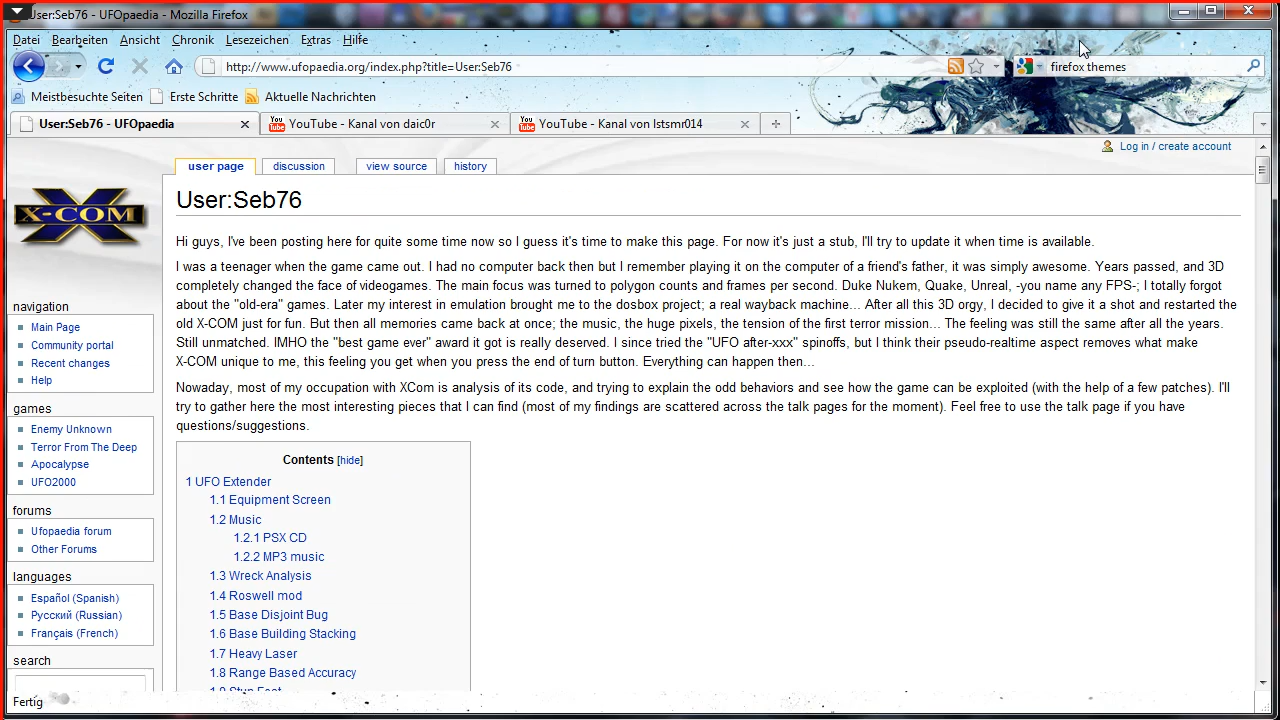 User:Seb76 - UFOpaedia - Mozilla Firefox
Datei Bearbeiten Ansicht Chronik Lesezeichen Extras Hilfe
http://www.ufopaedia.org/index.php?title=User:Seb76 firefox themes
Meistbesuchte Seiten Erste Schritte Aktuelle Nachrichten
User:Seb76 - UFOpaedia YouTube - Kanal von daic0r YouTube - Kanal von lstsmr014
Log in / create account
user page discussion view source history
X-COM
navigation
Main Page
Community portal
Recent changes
Help
games
Enemy Unknown
Terror From The Deep
Apocalypse
UFO2000
forums
Ufopaedia forum
Other Forums
languages
Español (Spanish)
Русский (Russian)
Français (French)
search
User:Seb76
Hi guys, I've been posting here for quite some time now so I guess it's time to make this page. For now it's just a stub, I'll try to update it when time is available.
I was a teenager when the game came out. I had no computer back then but I remember playing it on the computer of a friend's father, it was simply awesome. Years passed, and 3D
completely changed the face of videogames. The main focus was turned to polygon counts and frames per second. Duke Nukem, Quake, Unreal, -you name any FPS-; I totally forgot
about the "old-era" games. Later my interest in emulation brought me to the dosbox project; a real wayback machine... After all this 3D orgy, I decided to give it a shot and restarted the
old X-COM just for fun. But then all memories came back at once; the music, the huge pixels, the tension of the first terror mission... The feeling was still the same after all the years.
Still unmatched. IMHO the "best game ever" award it got is really deserved. I since tried the "UFO after-xxx" spinoffs, but I think their pseudo-realtime aspect removes what make
X-COM unique to me, this feeling you get when you press the end of turn button. Everything can happen then...
Nowaday, most of my occupation with XCom is analysis of its code, and trying to explain the odd behaviors and see how the game can be exploited (with the help of a few patches). I'll
try to gather here the most interesting pieces that I can find (most of my findings are scattered across the talk pages for the moment). Feel free to use the talk page if you have
questions/suggestions.
Contents [hide]
1 UFO Extender
1.1 Equipment Screen
1.2 Music
1.2.1 PSX CD
1.2.2 MP3 music
1.3 Wreck Analysis
1.4 Roswell mod
1.5 Base Disjoint Bug
1.6 Base Building Stacking
1.7 Heavy Laser
1.8 Range Based Accuracy
Fertig